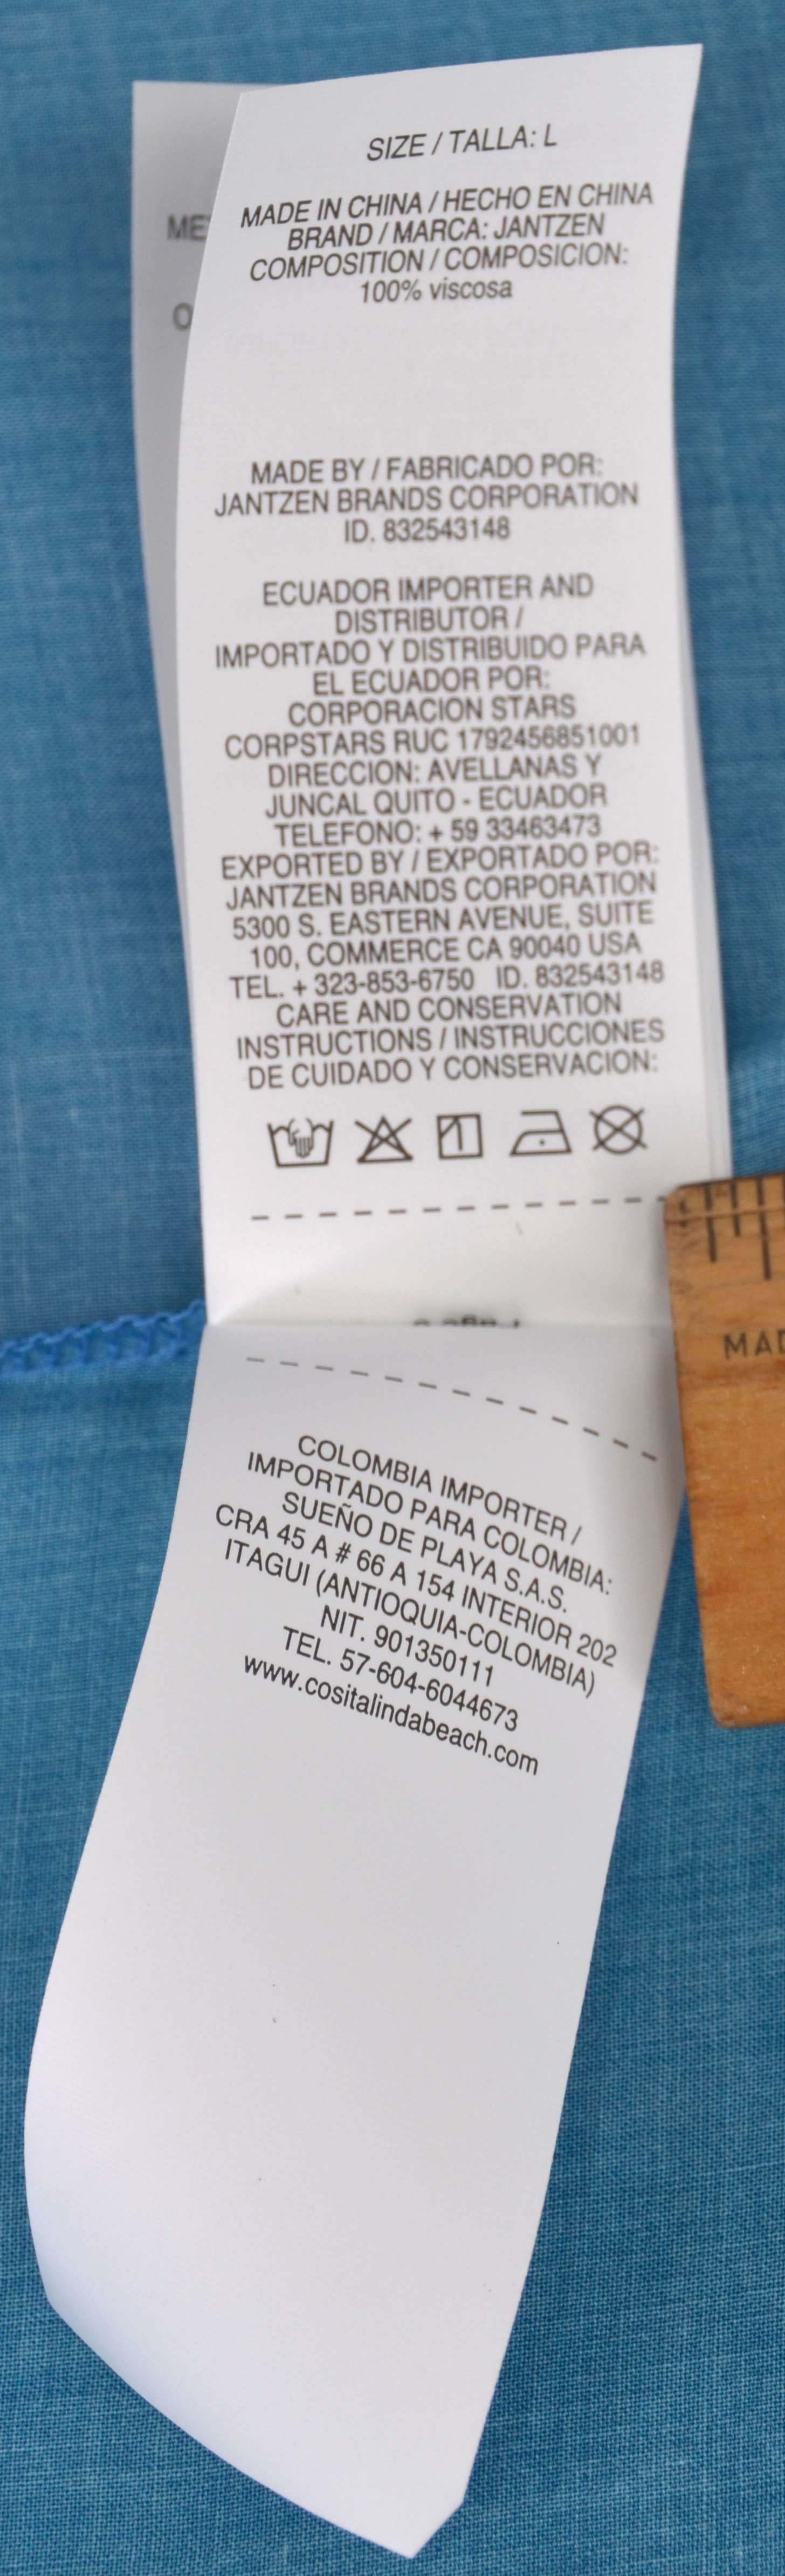 SIZE / TALLA: L
MADE IN CHINA / HECHO EN CHINA
BRAND / MARCA: JANTZEN
COMPOSITION / COMPOSICION:
100% viscosa
MADE BY / FABRICADO POR:
JANTZEN BRANDS CORPORATION
ID. 832543148
ECUADOR IMPORTER AND
DISTRIBUTOR /
IMPORTADO Y DISTRIBUIDO PARA
EL ECUADOR POR:
CORPORACION STARS
CORPSTARS RUC 1792456851001
DIRECCION: AVELLANAS Y
JUNCAL QUITO - ECUADOR
TELEFONO: + 59 33463473
EXPORTED BY / EXPORTADO POR:
JANTZEN BRANDS CORPORATION
5300 S. EASTERN AVENUE, SUITE
100, COMMERCE CA 90040 USA
TEL. + 323-853-6750 ID. 832543148
CARE AND CONSERVATION
INSTRUCTIONS / INSTRUCCIONES
DE CUIDADO Y CONSERVACION:
COLOMBIA IMPORTER /
IMPORTADO PARA COLOMBIA:
SUEÑO DE PLAYA S.A.S.
CRA 45 A # 66 A 154 INTERIOR 202
ITAGUI (ANTIOQUIA-COLOMBIA)
NIT. 901350111
TEL. 57-604-6044673
www.cositalindabeach.com